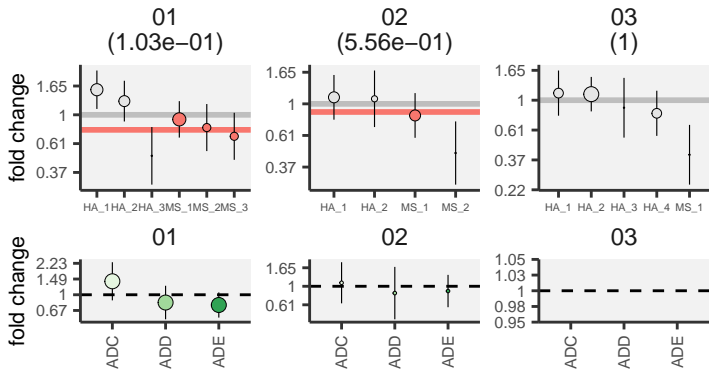 01
(1.03e−01)
02
(5.56e−01)
03
(1)
fold change
1.65
1
0.61
0.37
HA_1
HA_2
HA_3
MS_1
MS_2
MS_3
1.65
1
0.61
0.37
HA_1
HA_2
MS_1
MS_2
1.65
1
0.61
0.37
0.22
HA_1
HA_2
HA_3
HA_4
MS_1
01
02
03
fold change
2.23
1.49
1
0.67
ADC
ADD
ADE
1.65
1
0.61
ADC
ADD
ADE
1.05
1.03
1
0.98
0.95
ADC
ADD
ADE